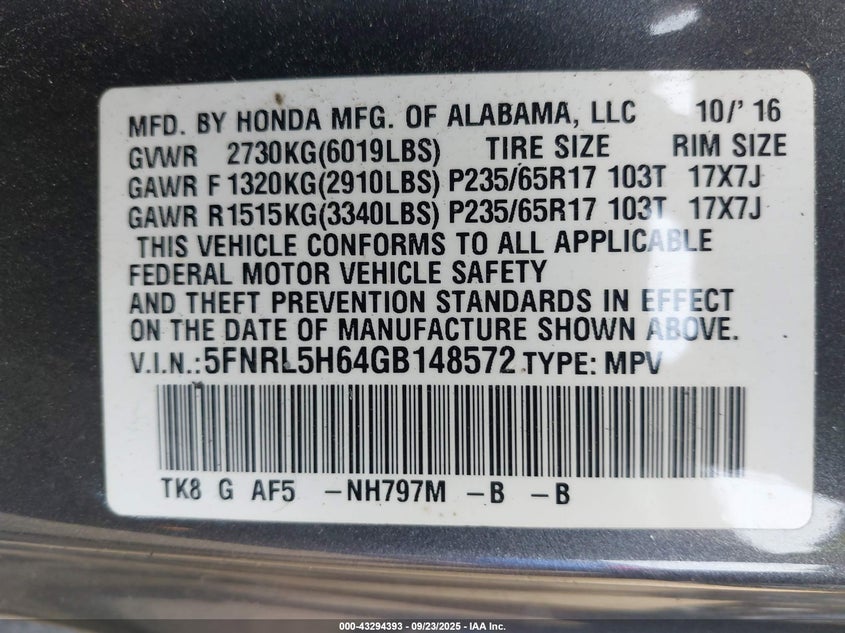 MFD. BY HONDA MFG. OF ALABAMA, LLC 10/'16
GVWR 2730KG(6019LBS) TIRE SIZE RIM SIZE
GAWR F 1320KG(2910LBS) P235/65R17 103T 17X7J
GAWR R1515KG(3340LBS) P235/65R17 103T 17X7J
THIS VEHICLE CONFORMS TO ALL APPLICABLE
FEDERAL MOTOR VEHICLE SAFETY
AND THEFT PREVENTION STANDARDS IN EFFECT
ON THE DATE OF MANUFACTURE SHOWN ABOVE.
V.I.N.:5FNRL5H64GB148572 TYPE: MPV
TK8 G AF5 -NH797M -B -B
000-43294393 - 09/23/2025 - IAA Inc.